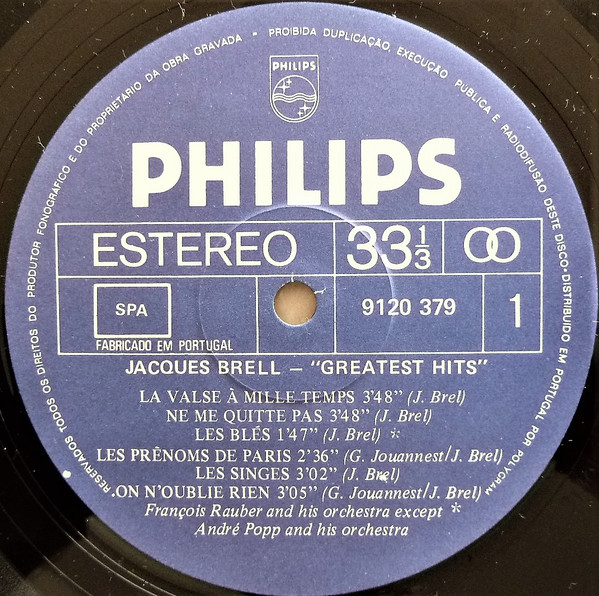 RESERVADOS TODOS OS DIREITOS DO PRODUTOR FONOGRÁFICO E DO PROPRIETÁRIO DA OBRA GRAVADA • PROIBIDA DUPLICAÇÃO, EXECUÇÃO PÚBLICA E RADIODIFUSÃO DESTE DISCO • DISTRIBUIDO EM PORTUGAL POR POLYGRAM
PHILIPS
PHILIPS
ESTEREO 33 1/3
SPA 9120 379 1
FABRICADO EM PORTUGAL
JACQUES BRELL – "GREATEST HITS"
LA VALSE À MILLE TEMPS 3'48" (J. Brel)
NE ME QUITTE PAS 3'48" (J. Brel)
LES BLÉS 1'47" (J. Brel) *
LES PRÊNOMS DE PARIS 2'36" (G. Jouannest/J. Brel)
LES SINGES 3'02" (J. Brel)
ON N'OUBLIE RIEN 3'05" (G. Jouannest/J. Brel)
François Rauber and his orchestra except *
André Popp and his orchestra